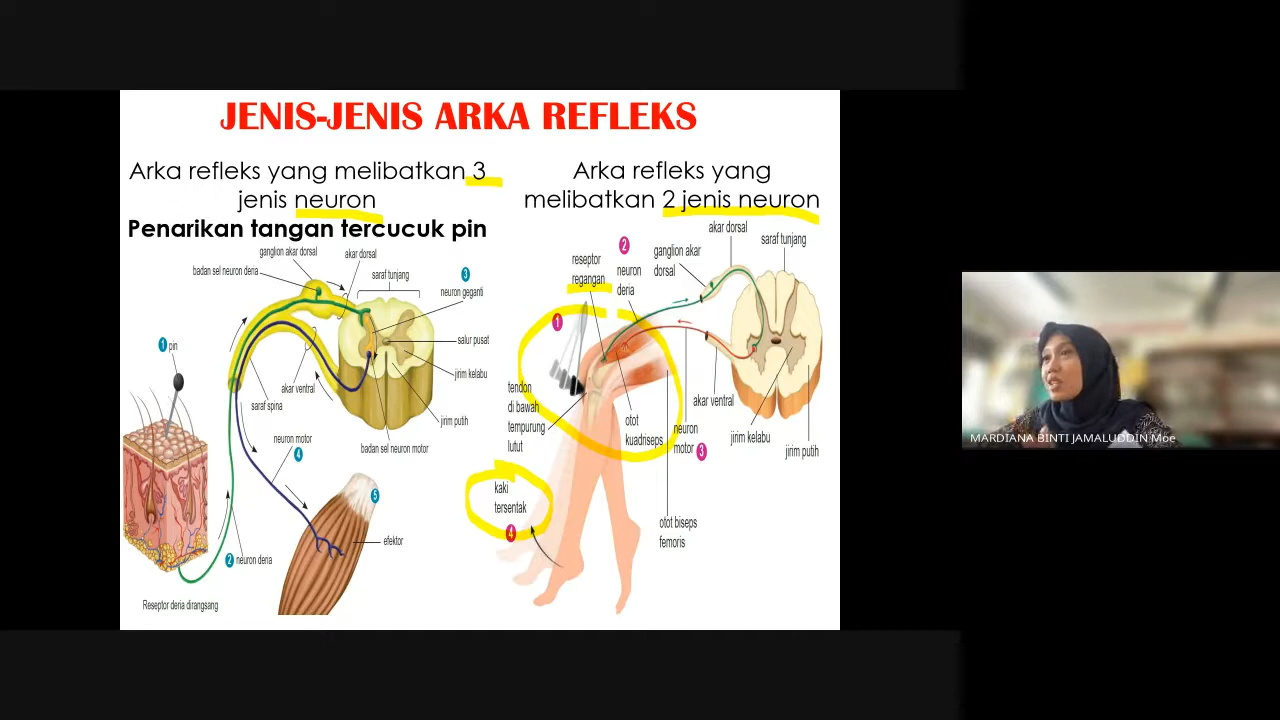 JENIS-JENIS ARKA REFLEKS
Arka refleks yang melibatkan 3
jenis neuron
Penarikan tangan tercucuk pin
ganglion akar dorsal
akar dorsal
badan sel neuron deria
saraf tunjang
3
neuron geganti
1 pin
salur pusat
jirim kelabu
akar ventral
saraf spina
jirim putih
neuron motor
4
badan sel neuron motor
5
efektor
2 neuron deria
Reseptor deria dirangsang
Arka refleks yang
melibatkan 2 jenis neuron
akar dorsal
saraf tunjang
2
ganglion akar
dorsal
reseptor
regangan
neuron
deria
1
tendon
di bawah
tempurung
lutut
otot
kuadriseps
neuron
motor 3
akar ventral
jirim kelabu
jirim putih
kaki
tersentak
4
otot biseps
femoris
MARDIANA BINTI JAMALUDDIN Moe